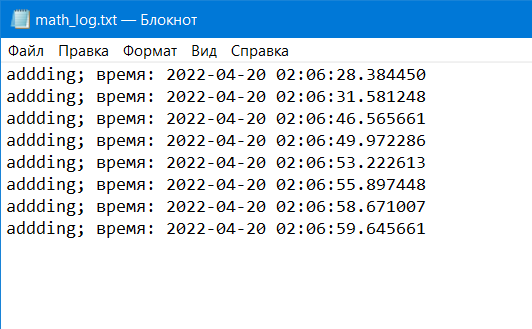 math_log.txt — Блокнот
Файл Правка Формат Вид Справка
addding; время: 2022-04-20 02:06:28.384450
addding; время: 2022-04-20 02:06:31.581248
addding; время: 2022-04-20 02:06:46.565661
addding; время: 2022-04-20 02:06:49.972286
addding; время: 2022-04-20 02:06:53.222613
addding; время: 2022-04-20 02:06:55.897448
addding; время: 2022-04-20 02:06:58.671007
addding; время: 2022-04-20 02:06:59.645661